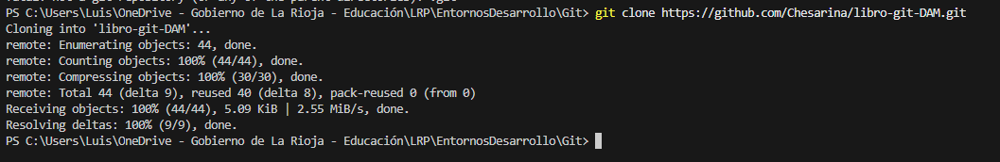 PS C:\Users\Luis\OneDrive - Gobierno de La Rioja - Educación\LRP\EntornosDesarrollo\Git> git clone https://github.com/Chesarina/libro-git-DAM.git
Cloning into 'libro-git-DAM'...
remote: Enumerating objects: 44, done.
remote: Counting objects: 100% (44/44), done.
remote: Compressing objects: 100% (30/30), done.
remote: Total 44 (delta 9), reused 40 (delta 8), pack-reused 0 (from 0)
Receiving objects: 100% (44/44), 5.09 KiB | 2.55 MiB/s, done.
Resolving deltas: 100% (9/9), done.
PS C:\Users\Luis\OneDrive - Gobierno de La Rioja - Educación\LRP\EntornosDesarrollo\Git>